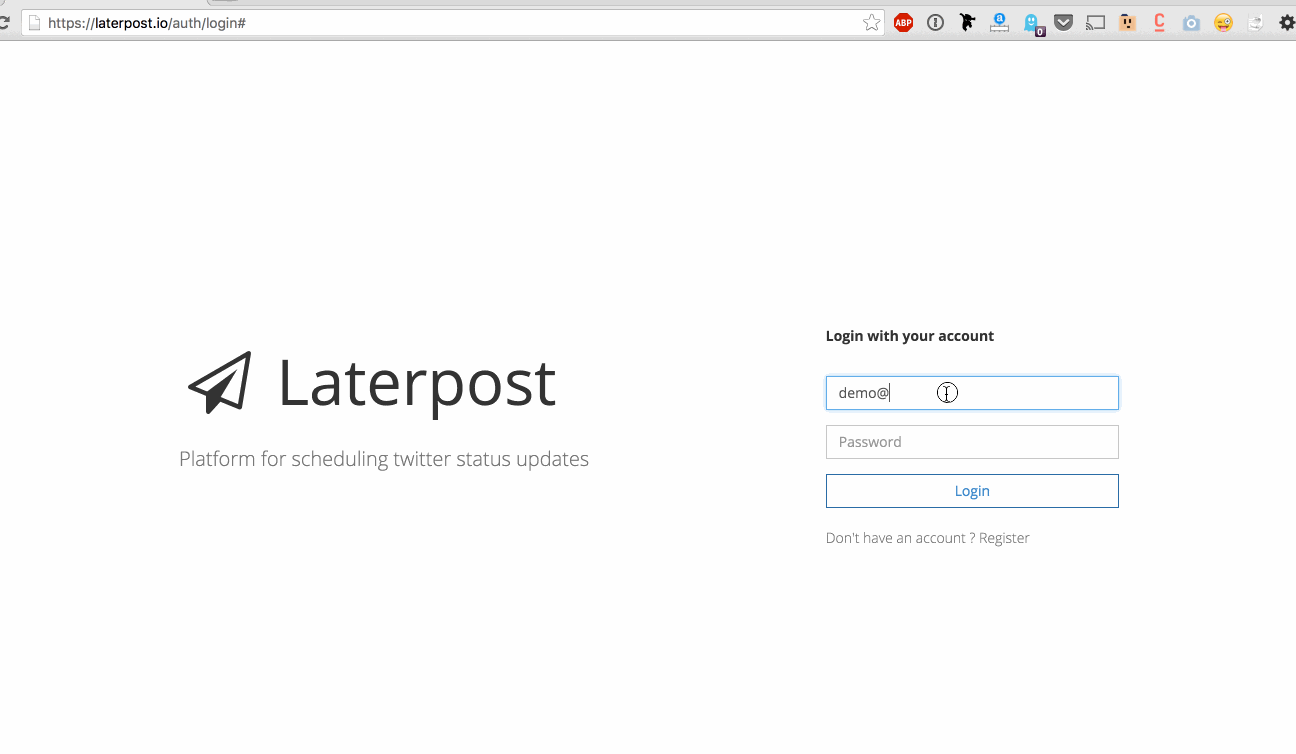 https://laterpost.io/auth/login#
ABP
a
0
C
Login with your account
Laterpost
demo@
Platform for scheduling twitter status updates
Password
Login
Don't have an account ? Register